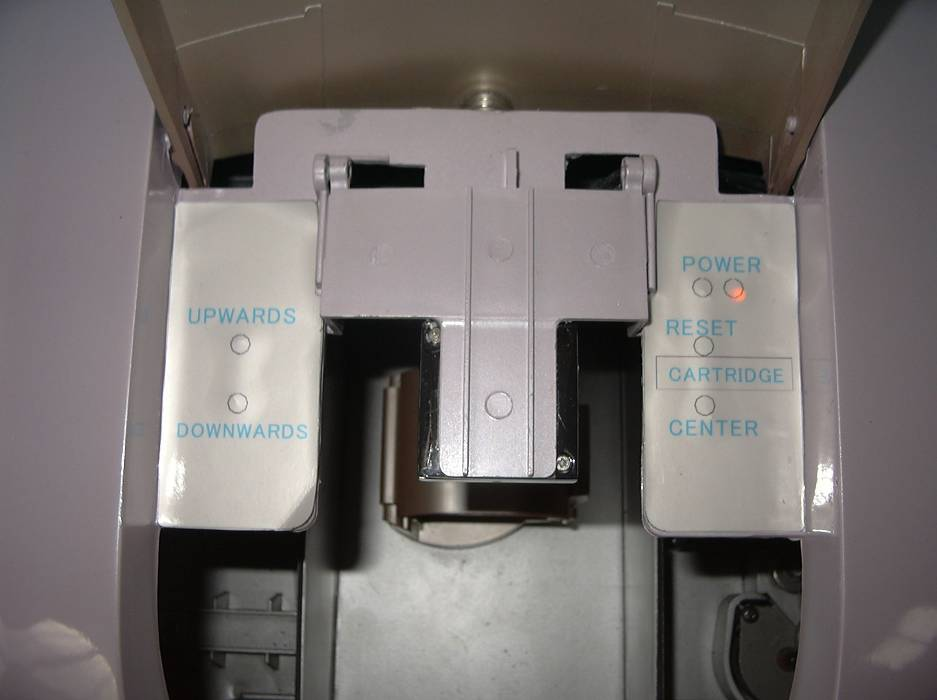 UPWARDS
DOWNWARDS
POWER
RESET
CARTRIDGE
CENTER